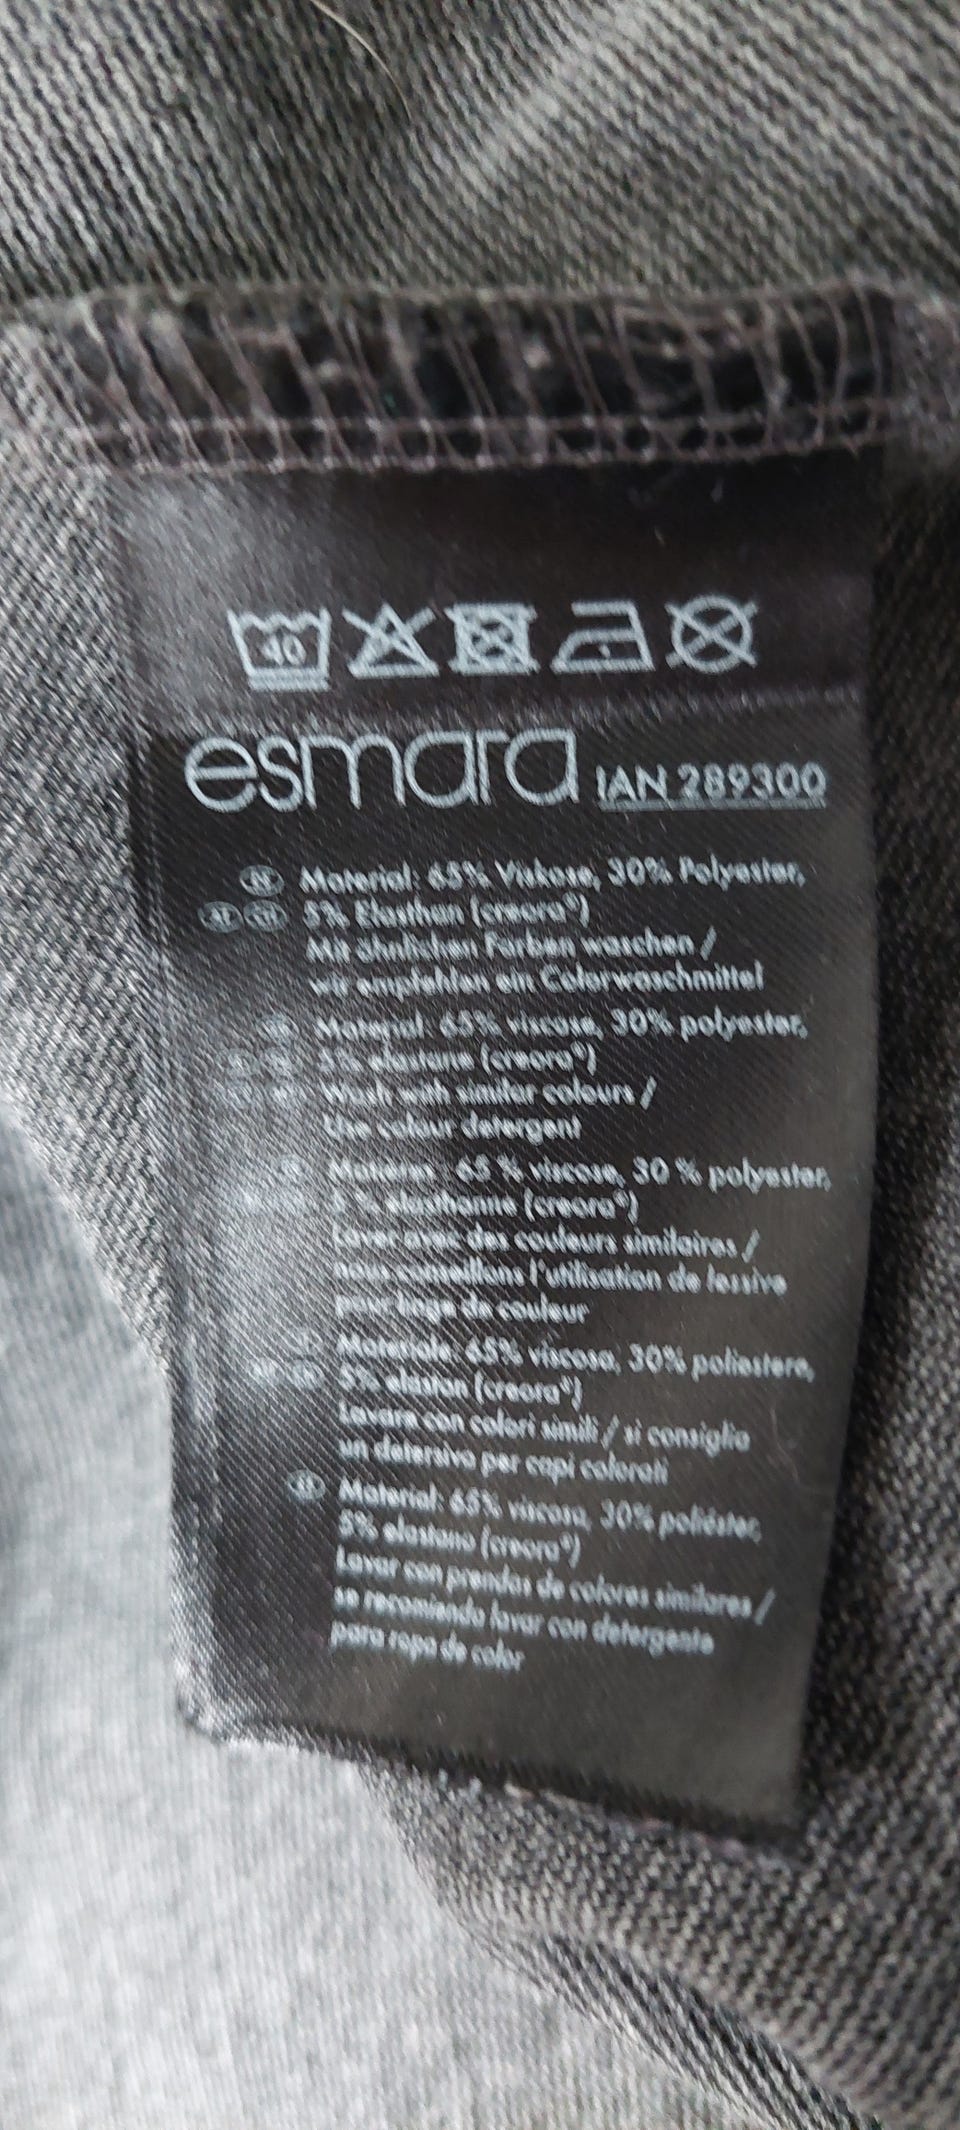 40
esmara IAN 289300
Material: 65% Viskose, 30% Polyester,
5% Elasthan (creora®)
Mit ähnlichen Farben waschen /
wir empfehlen ein Colorwaschmittel
Material: 65% viscose, 30% polyester,
5% elastane (creora®)
Wash with similar colours /
Use colour detergent
Matière : 65 % viscose, 30 % polyester,
5 % élasthanne (creora®)
Laver avec des couleurs similaires /
nous conseillons l'utilisation de lessive
pour linge de couleur
Materiale: 65% viscosa, 30% poliestere,
5% elastan (creora®)
Lavare con colori simili / si consiglia
un detersivo per capi colorati
ES Material: 65% viscosa, 30% poliéster,
5% elastano (creora®)
Lavar con prendas de colores similares /
se recomienda lavar con detergente
para ropa de color